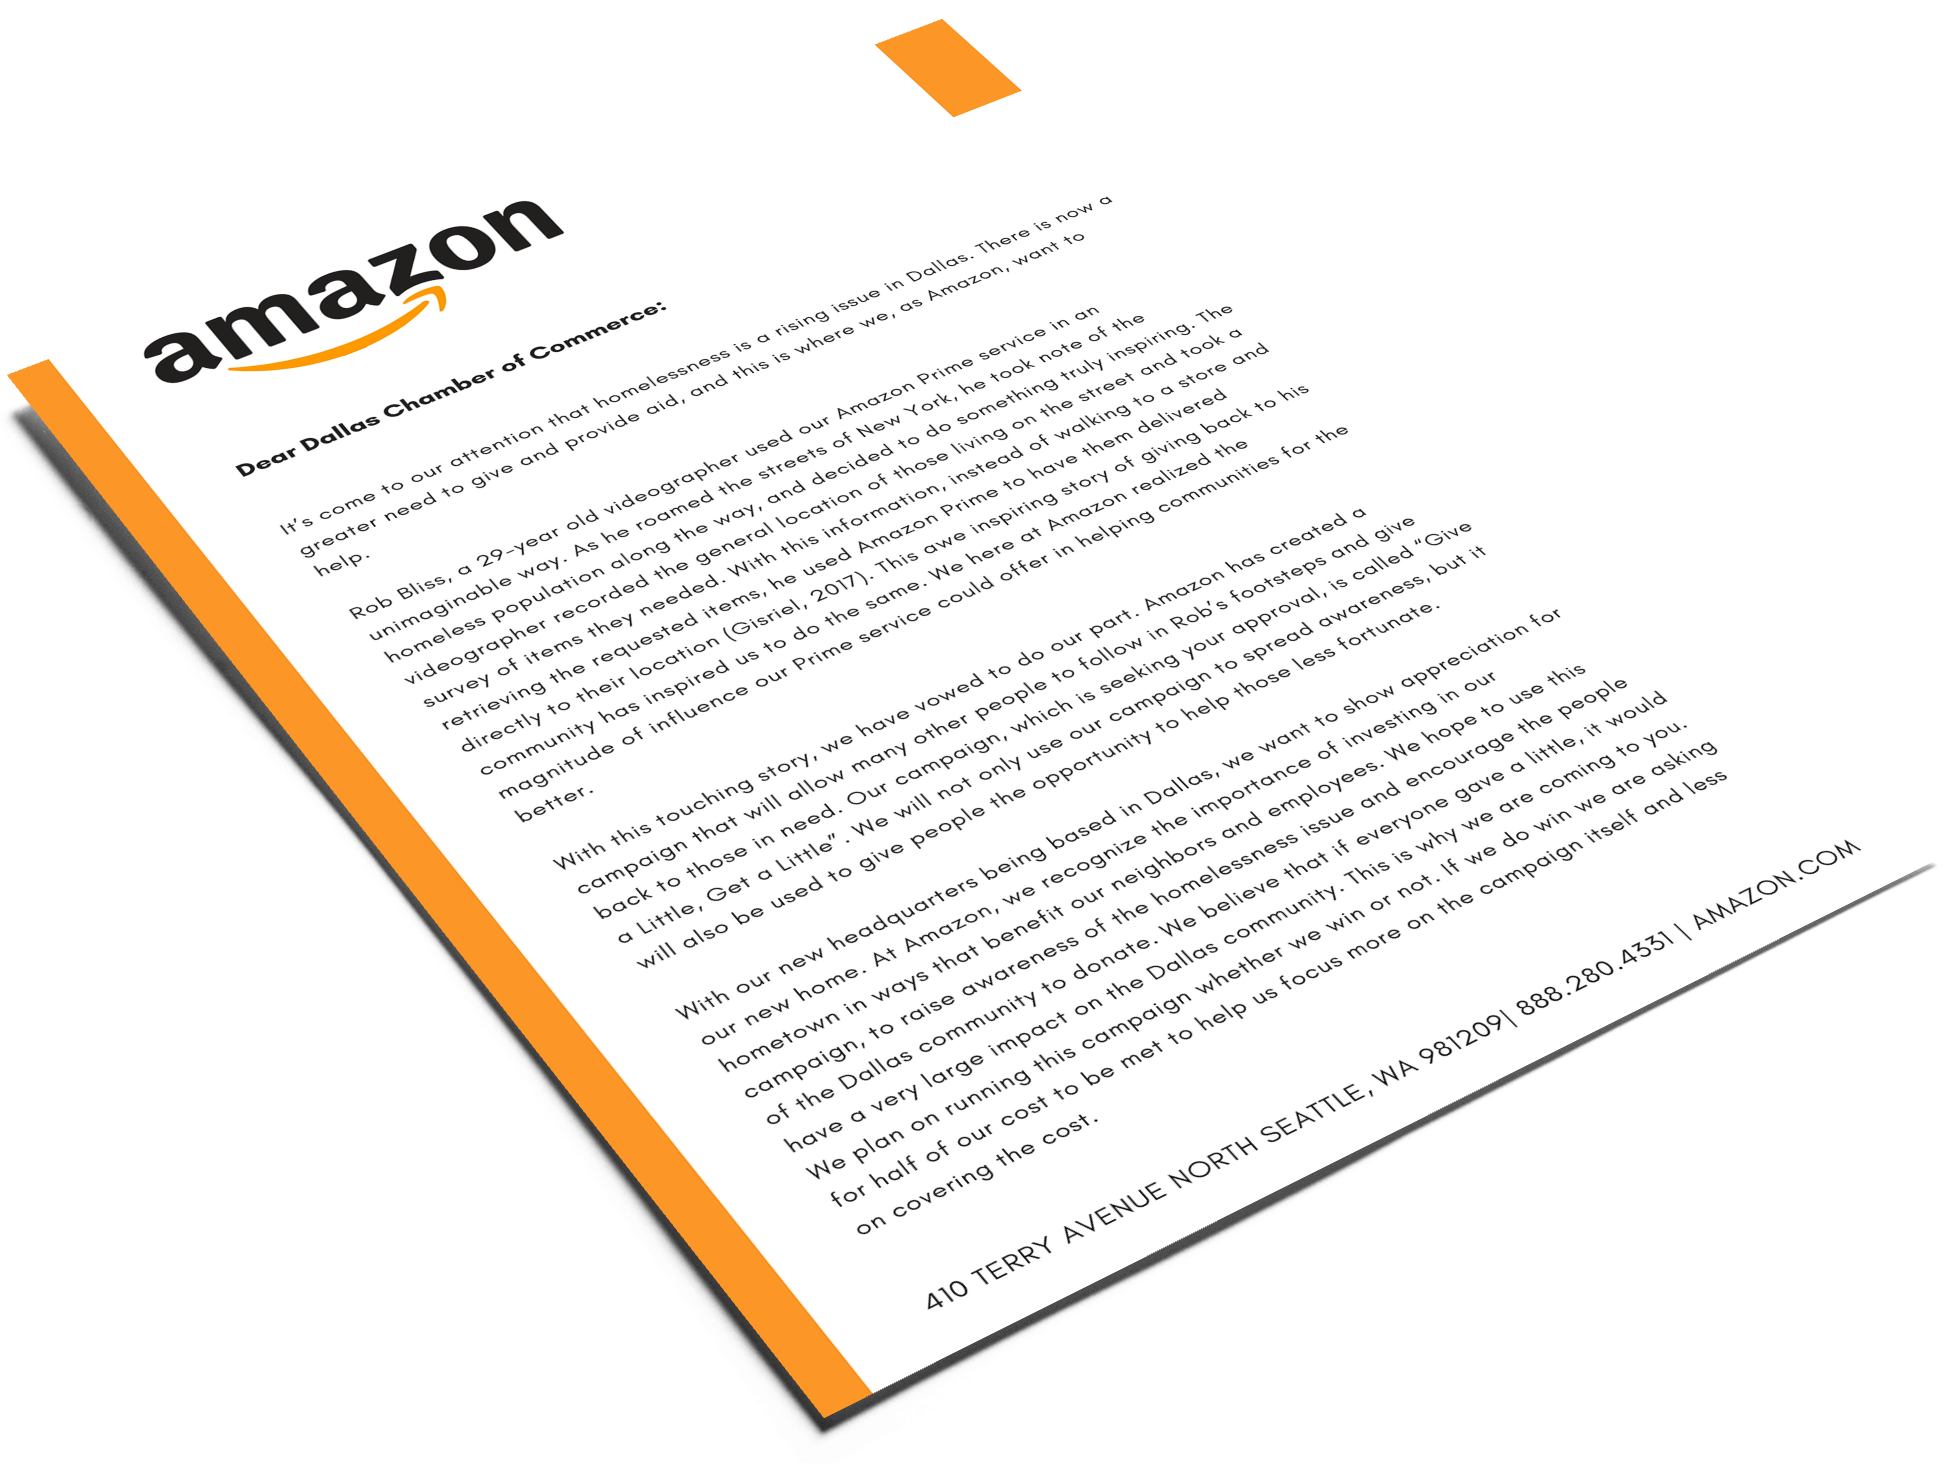 amazon
Dear Dallas Chamber of Commerce:
It's come to our attention that homelessness is a rising issue in Dallas. There is now a
greater need to give and provide aid, and this is where we, as Amazon, want to
help.
Rob Bliss, a 29-year old videographer used our Amazon Prime service in an
unimaginable way. As he roamed the streets of New York, he took note of the
homeless population along the way, and decided to do something truly inspiring. The
videographer recorded the general location of those living on the street and took a
survey of items they needed. With this information, instead of walking to a store and
retrieving the requested items, he used Amazon Prime to have them delivered
directly to their location (Gisriel, 2017). This awe inspiring story of giving back to his
community has inspired us to do the same. We here at Amazon realized the
magnitude of influence our Prime service could offer in helping communities for the
better.
With this touching story, we have vowed to do our part. Amazon has created a
campaign that will allow many other people to follow in Rob's footsteps and give
back to those in need. Our campaign, which is seeking your approval, is called "Give
a Little, Get a Little". We will not only use our campaign to spread awareness, but it
will also be used to give people the opportunity to help those less fortunate.
With our new headquarters being based in Dallas, we want to show appreciation for
our new home. At Amazon, we recognize the importance of investing in our
hometown in ways that benefit our neighbors and employees. We hope to use this
campaign, to raise awareness of the homelessness issue and encourage the people
of the Dallas community to donate. We believe that if everyone gave a little, it would
have a very large impact on the Dallas community. This is why we are coming to you.
We plan on running this campaign whether we win or not. If we do win we are asking
for half of our cost to be met to help us focus more on the campaign itself and less
on covering the cost.
410 TERRY AVENUE NORTH SEATTLE, WA 981209| 888.280.4331 | AMAZON.COM